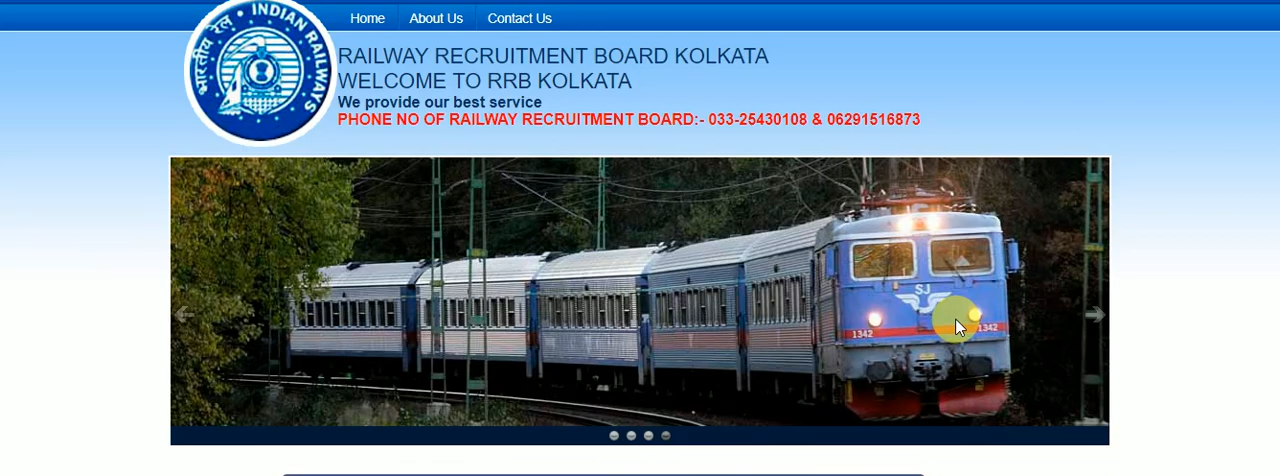 Home About Us Contact Us
भारतीय रेल • INDIAN RAILWAYS
RAILWAY RECRUITMENT BOARD KOLKATA
WELCOME TO RRB KOLKATA
We provide our best service
PHONE NO OF RAILWAY RECRUITMENT BOARD:- 033-25430108 & 06291516873
SJ
1342 1342